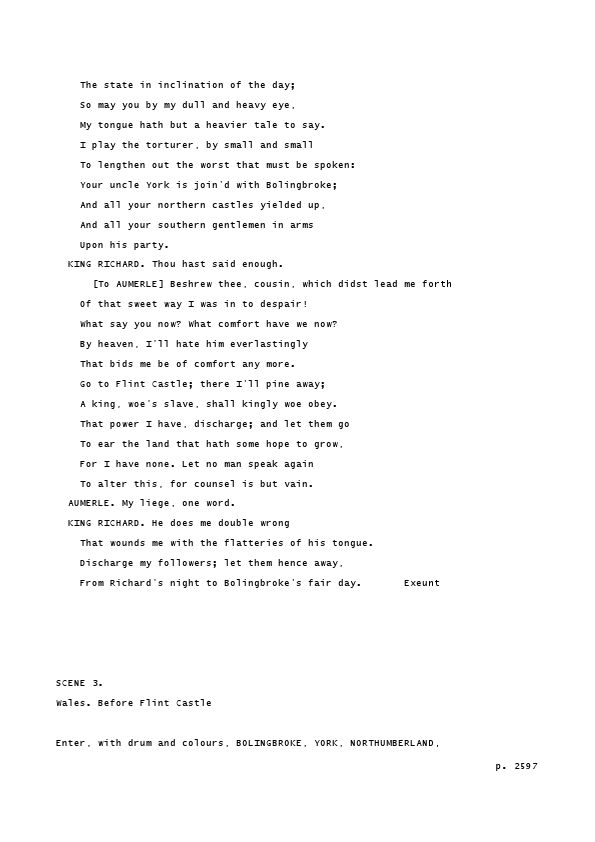 The state in inclination of the day;
So may you by my dull and heavy eye,
My tongue hath but a heavier tale to say.
I play the torturer, by small and small
To lengthen out the worst that must be spoken:
Your uncle York is join'd with Bolingbroke;
And all your northern castles yielded up,
And all your southern gentlemen in arms
Upon his party.
KING RICHARD. Thou hast said enough.
[To AUMERLE] Beshrew thee, cousin, which didst lead me forth
Of that sweet way I was in to despair!
What say you now? What comfort have we now?
By heaven, I'll hate him everlastingly
That bids me be of comfort any more.
Go to Flint Castle; there I'll pine away;
A king, woe's slave, shall kingly woe obey.
That power I have, discharge; and let them go
To ear the land that hath some hope to grow,
For I have none. Let no man speak again
To alter this, for counsel is but vain.
AUMERLE. My liege, one word.
KING RICHARD. He does me double wrong
That wounds me with the flatteries of his tongue.
Discharge my followers; let them hence away,
From Richard's night to Bolingbroke's fair day. Exeunt
SCENE 3.
Wales. Before Flint Castle
Enter, with drum and colours, BOLINGBROKE, YORK, NORTHUMBERLAND,
p. 2597